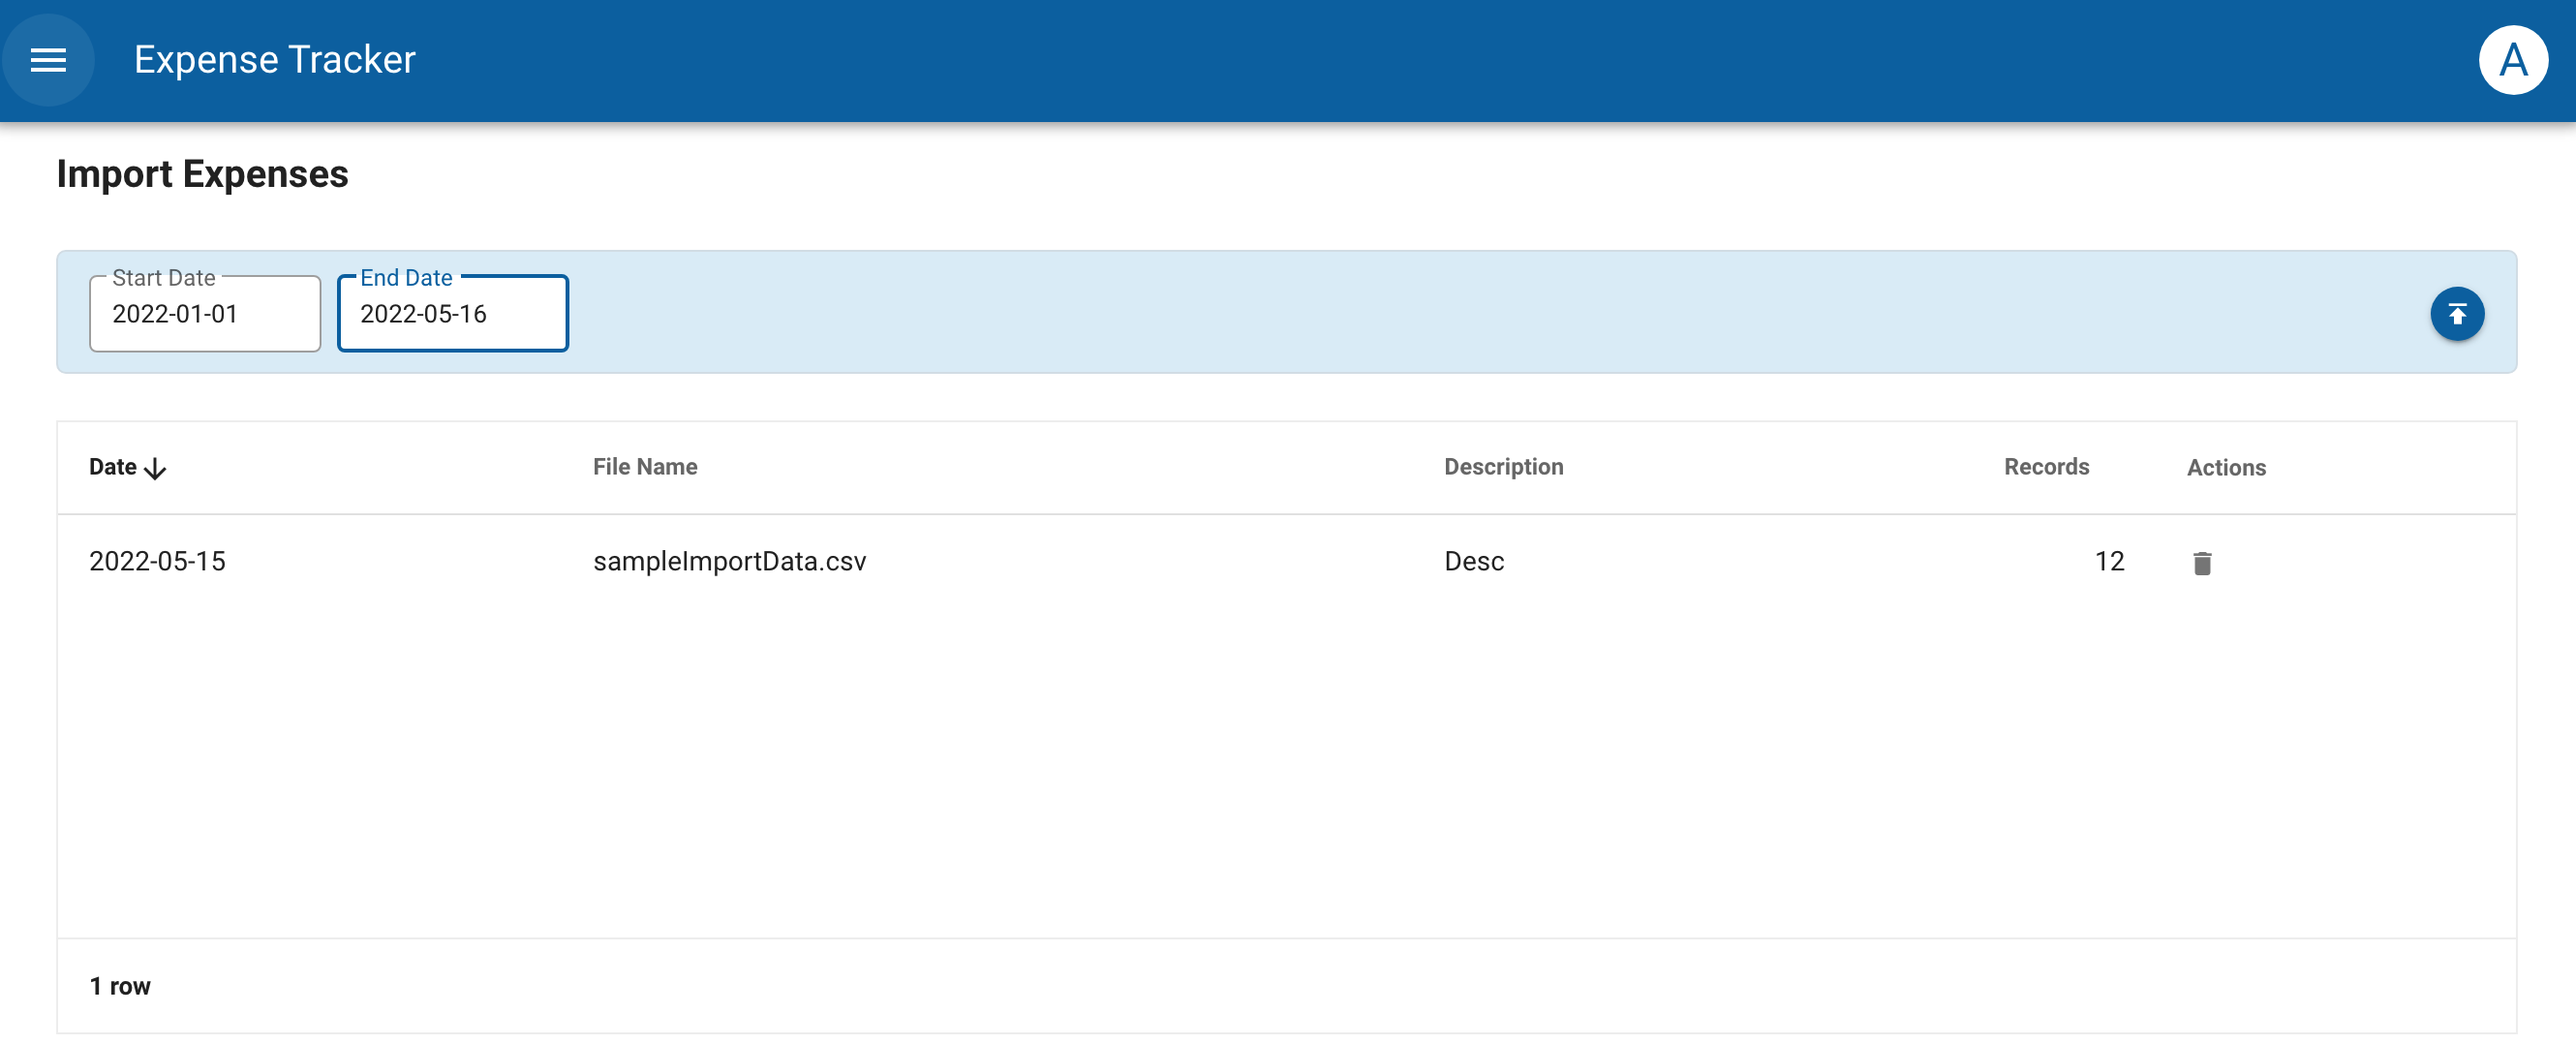 Expense Tracker
A
Import Expenses
Start Date
End Date
2022-01-01
2022-05-16
Date File Name Description Records Actions
2022-05-15 sampleImportData.csv Desc 12
1 row